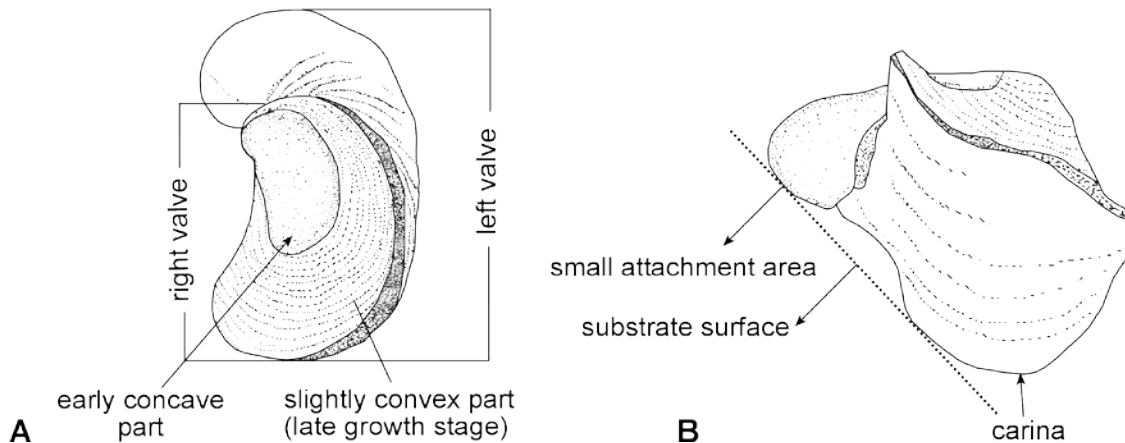 right valve
left valve
early concave
part
slightly convex part
(late growth stage)
A
small attachment area
substrate surface
carina
B